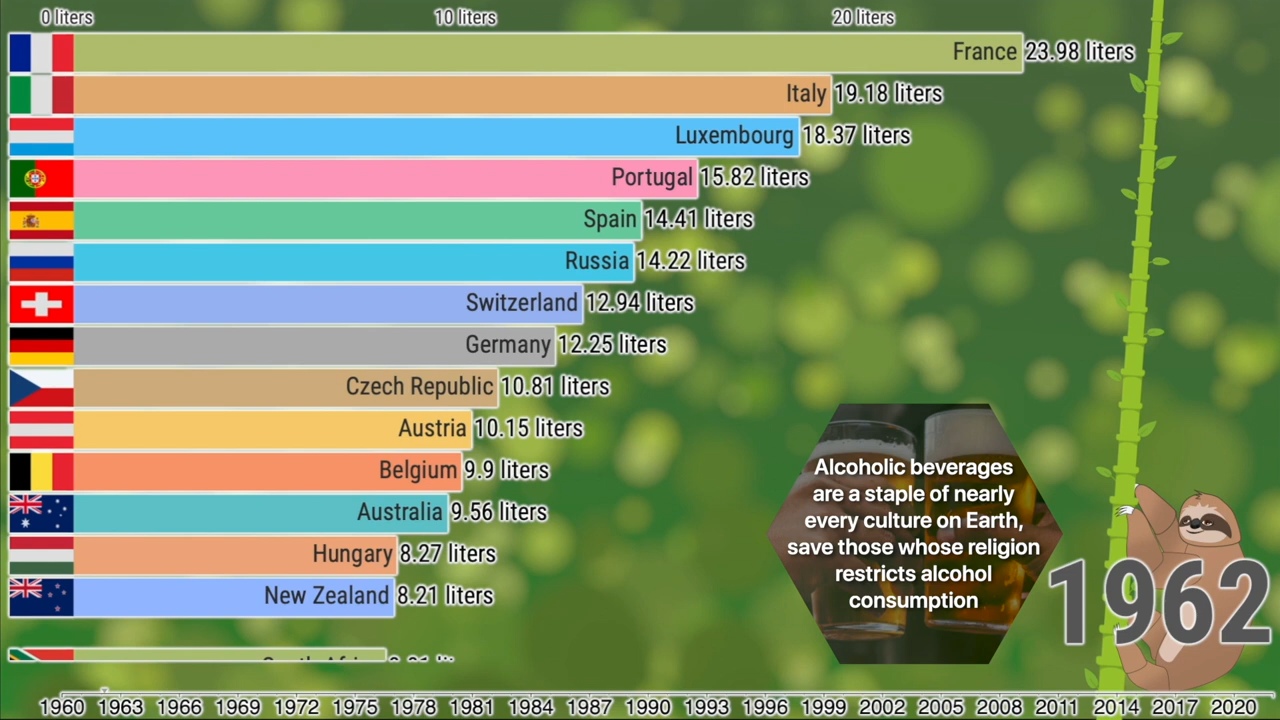 0 liters 10 liters 20 liters
France 23.98 liters
Italy 19.18 liters
Luxembourg 18.37 liters
Portugal 15.82 liters
Spain 14.41 liters
Russia 14.22 liters
Switzerland 12.94 liters
Germany 12.25 liters
Czech Republic 10.81 liters
Austria 10.15 liters
Belgium 9.9 liters
Australia 9.56 liters
Hungary 8.27 liters
New Zealand 8.21 liters
Alcoholic beverages
are a staple of nearly
every culture on Earth,
save those whose religion
restricts alcohol
consumption
1962
1960 1963 1966 1969 1972 1975 1978 1981 1984 1987 1990 1993 1996 1999 2002 2005 2008 2011 2014 2017 2020